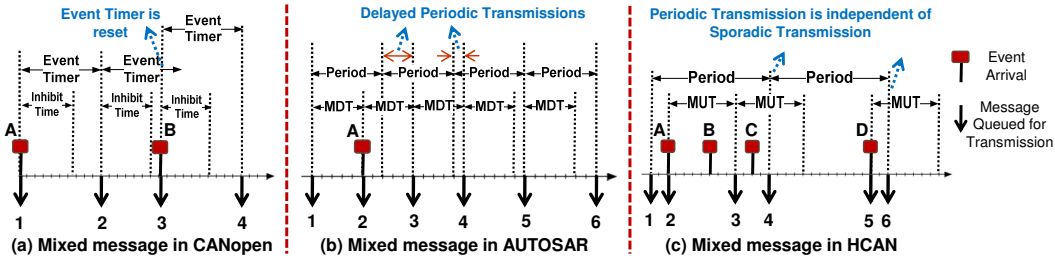 Event Timer is
reset
Event
Timer
Event
Timer
Event
Timer
Inhibit
Time
Inhibit
Time
Inhibit
Time
A
B
1
2
3
4
(a) Mixed message in CANopen
Delayed Periodic Transmissions
Period
Period
Period
Period
MDT
MDT
MDT
MDT
MDT
A
1
2
3
4
5
6
(b) Mixed message in AUTOSAR
Periodic Transmission is independent of
Sporadic Transmission
Period
Period
MUT
MUT
MUT
A
B
C
D
1
2
3
4
5
6
(c) Mixed message in HCAN
Event
Arrival
Message
Queued for
Transmission